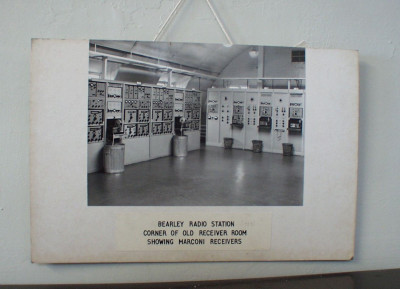 BEARLEY RADIO STATION
CORNER OF OLD RECEIVER ROOM
SHOWING MARCONI RECEIVERS